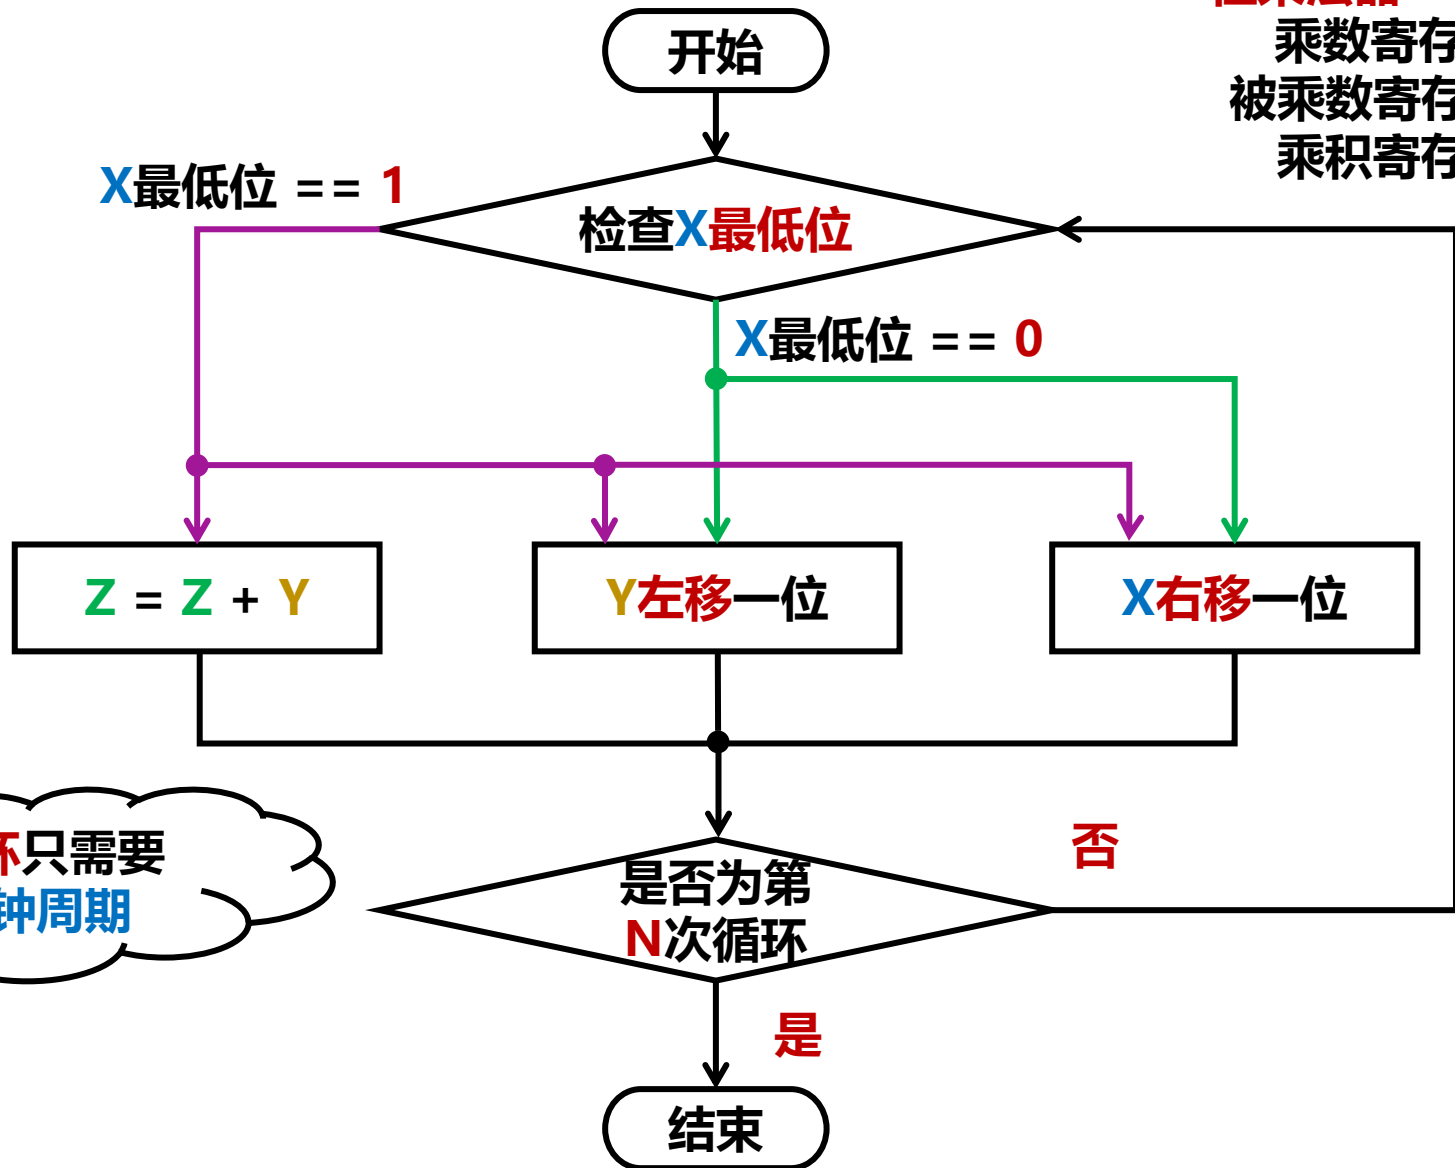 开始
乘数寄存
被乘数寄存
乘积寄存
X最低位 == 1
检查X最低位
X最低位 == 0
Z = Z + Y
Y左移一位
X右移一位
环只需要
钟周期
是否为第
N次循环
否
是
结束